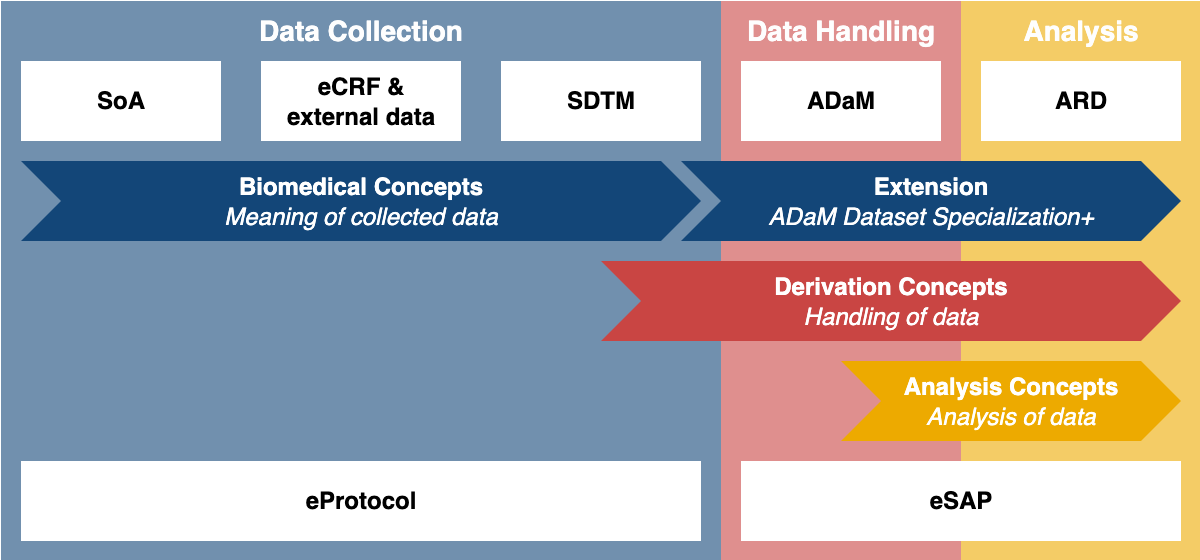 Data Collection
Data Handling
Analysis
SoA
eCRF &
external data
SDTM
ADaM
ARD
Biomedical Concepts
Meaning of collected data
Extension
ADaM Dataset Specialization+
Derivation Concepts
Handling of data
Analysis Concepts
Analysis of data
eProtocol
eSAP